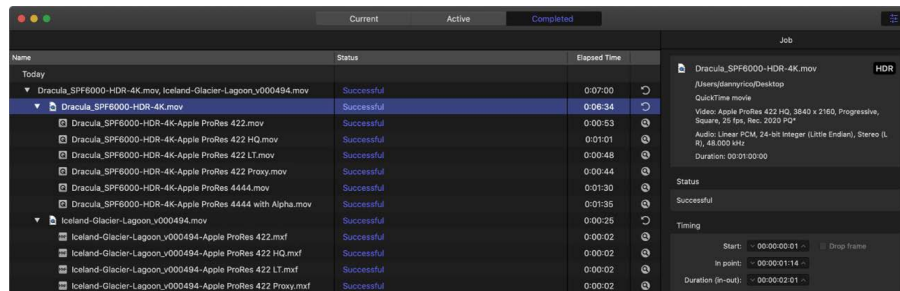 Current Active Completed
Job
Name Status Elapsed Time
Today
Dracula_SPF6000-HDR-4K.mov, Iceland-Glacier-Lagoon_v000494.mov Successful 0:07:00
Dracula_SPF6000-HDR-4K.mov Successful 0:06:34
Dracula_SPF6000-HDR-4K-Apple ProRes 422.mov Successful 0:00:53
Dracula_SPF6000-HDR-4K-Apple ProRes 422 HQ.mov Successful 0:01:01
Dracula_SPF6000-HDR-4K-Apple ProRes 422 LT.mov Successful 0:00:48
Dracula_SPF6000-HDR-4K-Apple ProRes 422 Proxy.mov Successful 0:00:44
Dracula_SPF6000-HDR-4K-Apple ProRes 4444.mov Successful 0:01:30
Dracula_SPF6000-HDR-4K-Apple ProRes 4444 with Alpha.mov Successful 0:01:35
Iceland-Glacier-Lagoon_v000494.mov Successful 0:00:25
Iceland-Glacier-Lagoon_v000494-Apple ProRes 422.mxf Successful 0:00:02
Iceland-Glacier-Lagoon_v000494-Apple ProRes 422 HQ.mxf Successful 0:00:02
Iceland-Glacier-Lagoon_v000494-Apple ProRes 422 LT.mxf Successful 0:00:02
Iceland-Glacier-Lagoon_v000494-Apple ProRes 422 Proxy.mxf Successful 0:00:02
Dracula_SPF6000-HDR-4K.mov HDR
/Users/dannyrico/Desktop
QuickTime movie
Video: Apple ProRes 422 HQ, 3840 x 2160, Progressive,
Square, 25 fps, Rec. 2020 PQ*
Audio: Linear PCM, 24-bit Integer (Little Endian), Stereo (L
R), 48.000 kHz
Duration: 00:01:00:00
Status
Successful
Timing
Start: 00:00:00:01 Drop frame
In point: 00:00:01:14
Duration (in-out): 00:00:02:01